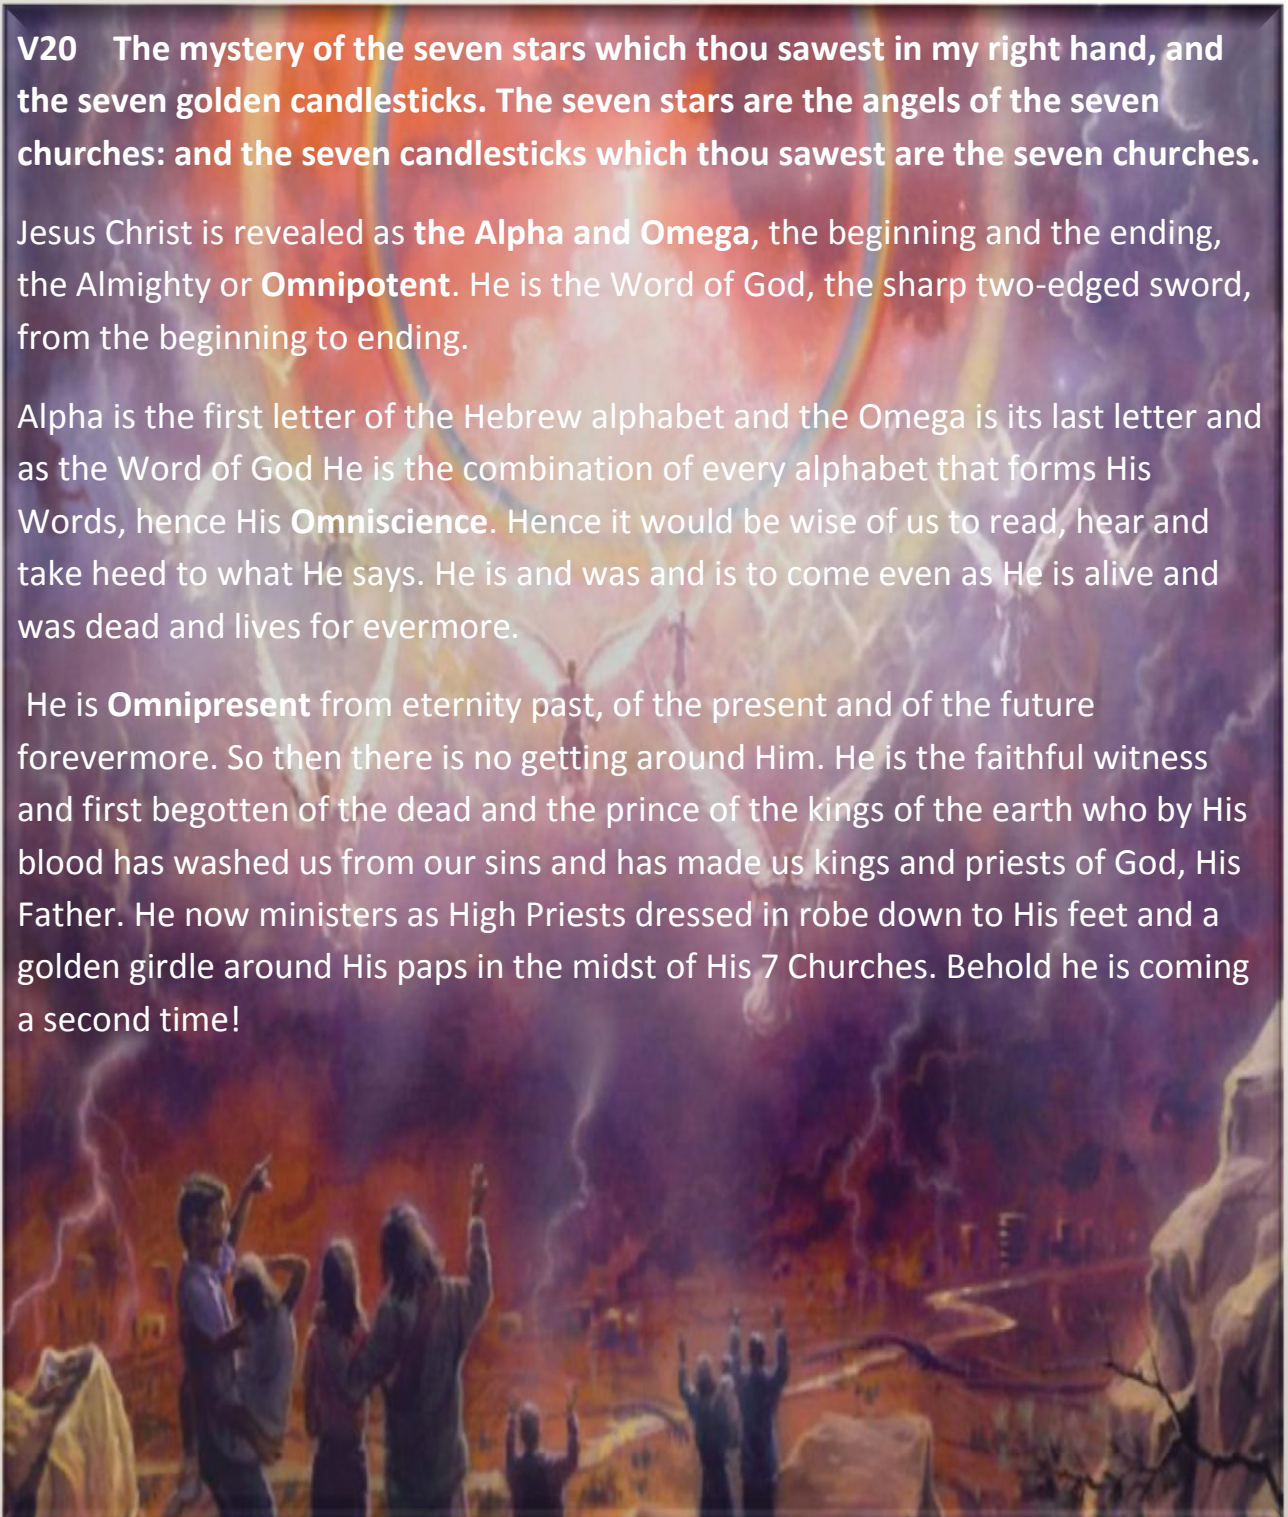 V20 The mystery of the seven stars which thou sawest in my right hand, and
the seven golden candlesticks. The seven stars are the angels of the seven
churches: and the seven candlesticks which thou sawest are the seven churches.
Jesus Christ is revealed as the Alpha and Omega, the beginning and the ending,
the Almighty or Omnipotent. He is the Word of God, the sharp two-edged sword,
from the beginning to ending.
Alpha is the first letter of the Hebrew alphabet and the Omega is its last letter and
as the Word of God He is the combination of every alphabet that forms His
Words, hence His Omniscience. Hence it would be wise of us to read, hear and
take heed to what He says. He is and was and is to come even as He is alive and
was dead and lives for evermore.
He is Omnipresent from eternity past, of the present and of the future
forevermore. So then there is no getting around Him. He is the faithful witness
and first begotten of the dead and the prince of the kings of the earth who by His
blood has washed us from our sins and has made us kings and priests of God, His
Father. He now ministers as High Priests dressed in robe down to His feet and a
golden girdle around His paps in the midst of His 7 Churches. Behold he is coming
a second time!